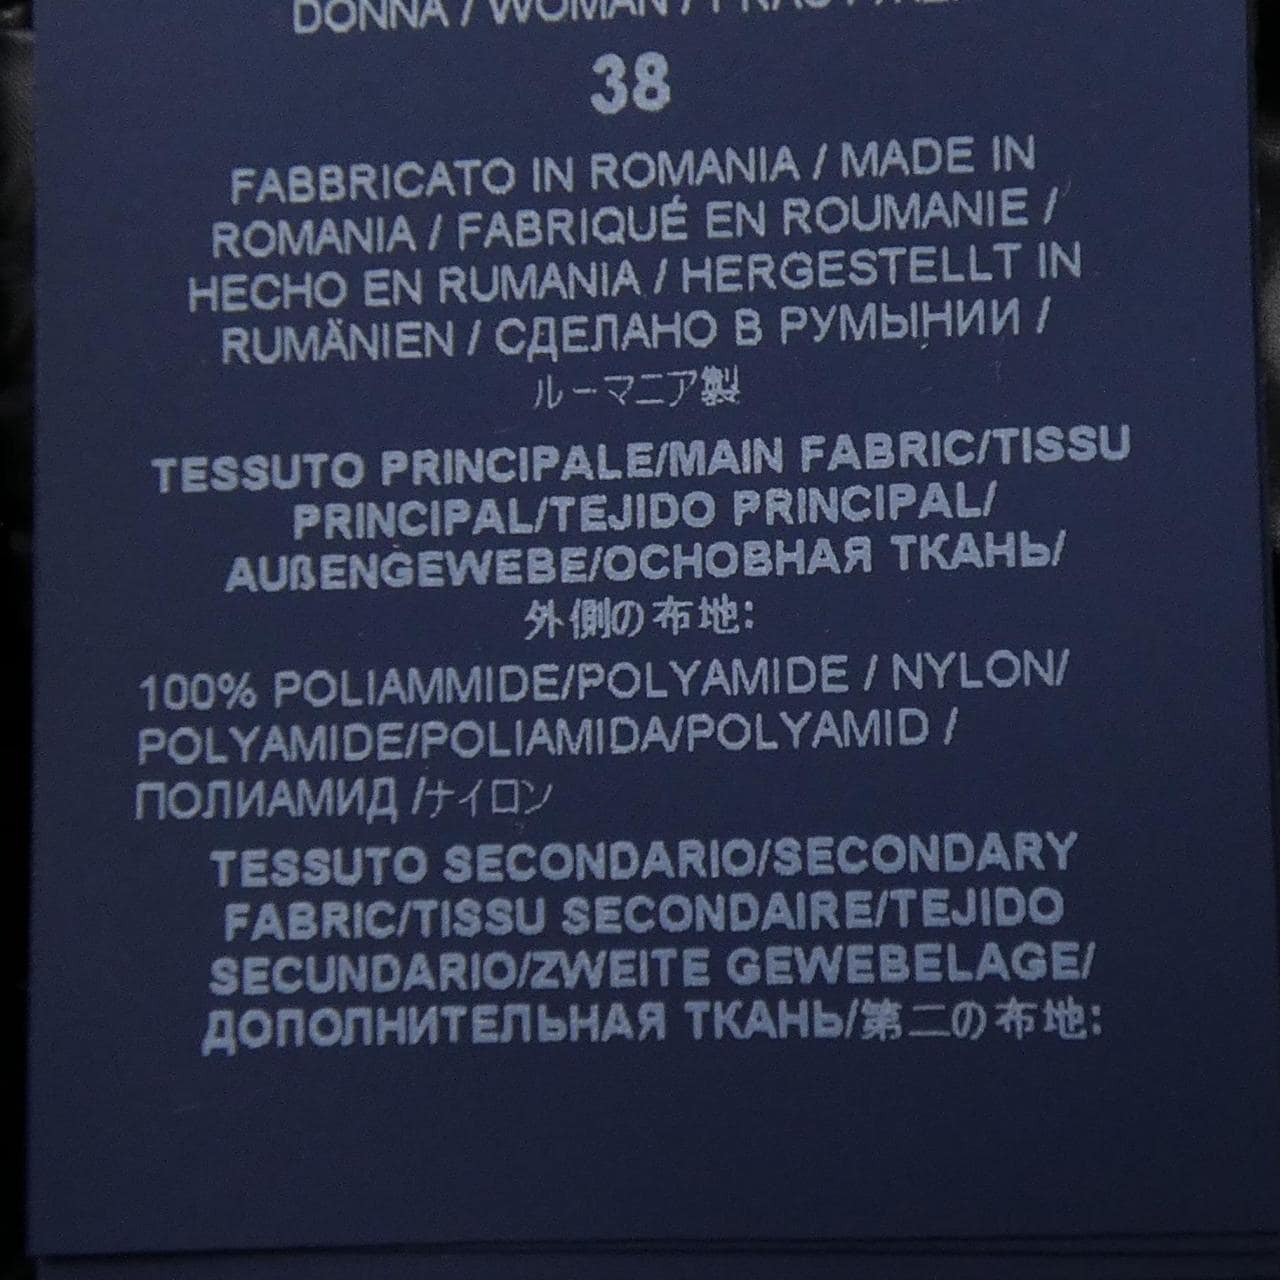 DONNA / WOMAN /
38
FABBRICATO IN ROMANIA / MADE IN
ROMANIA / FABRIQUÉ EN ROUMANIE /
HECHO EN RUMANIA / HERGESTELLT IN
RUMÄNIEN / СДЕЛАНО В РУМЫНИИ /
ルーマニア製
TESSUTO PRINCIPALE/MAIN FABRIC/TISSU
PRINCIPAL/TEJIDO PRINCIPAL/
AUßENGEWEBE/ОСНОВНАЯ ТКАНЬ/
外側の布地:
100% POLIAMMIDE/POLYAMIDE / NYLON/
POLYAMIDE/POLIAMIDA/POLYAMID /
ПОЛИАМИД /ナイロン
TESSUTO SECONDARIO/SECONDARY
FABRIC/TISSU SECONDAIRE/TEJIDO
SECUNDARIO/ZWEITE GEWEBELAGE/
ДОПОЛНИТЕЛЬНАЯ ТКАНЬ/第二の布地: